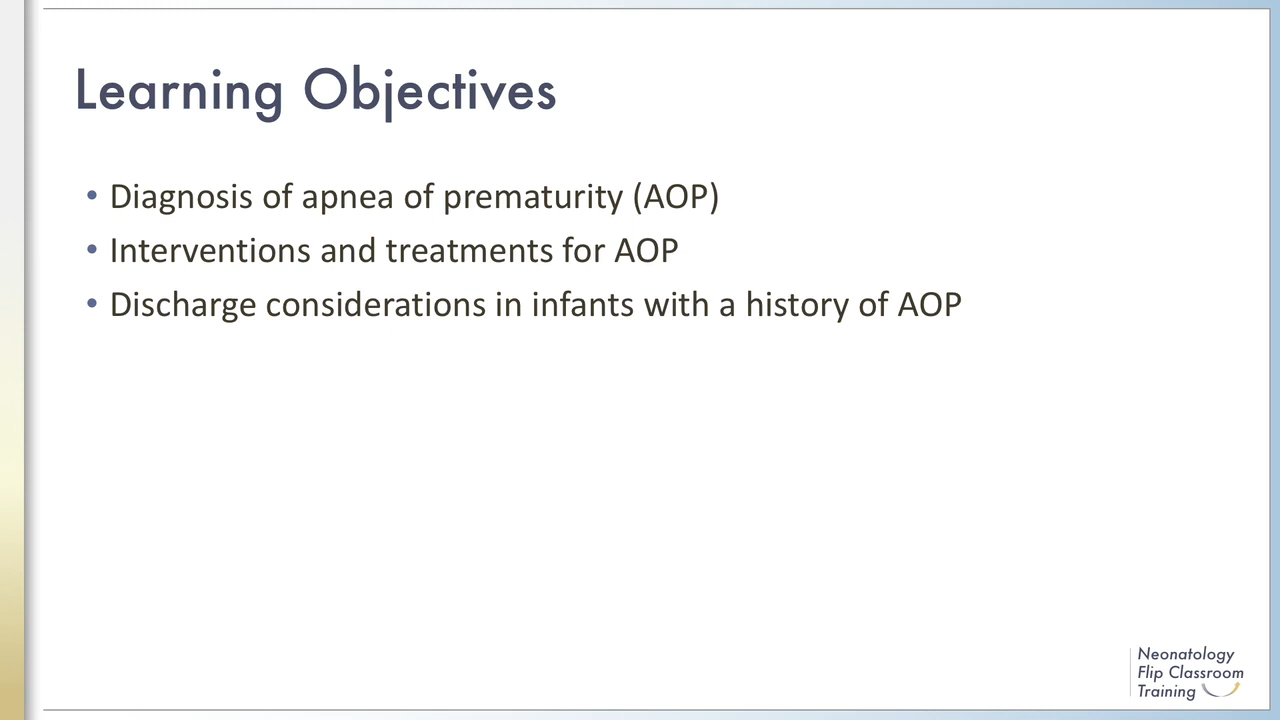 Learning Objectives
• Diagnosis of apnea of prematurity (AOP)
• Interventions and treatments for AOP
• Discharge considerations in infants with a history of AOP
Neonatology
Flip Classroom
Training